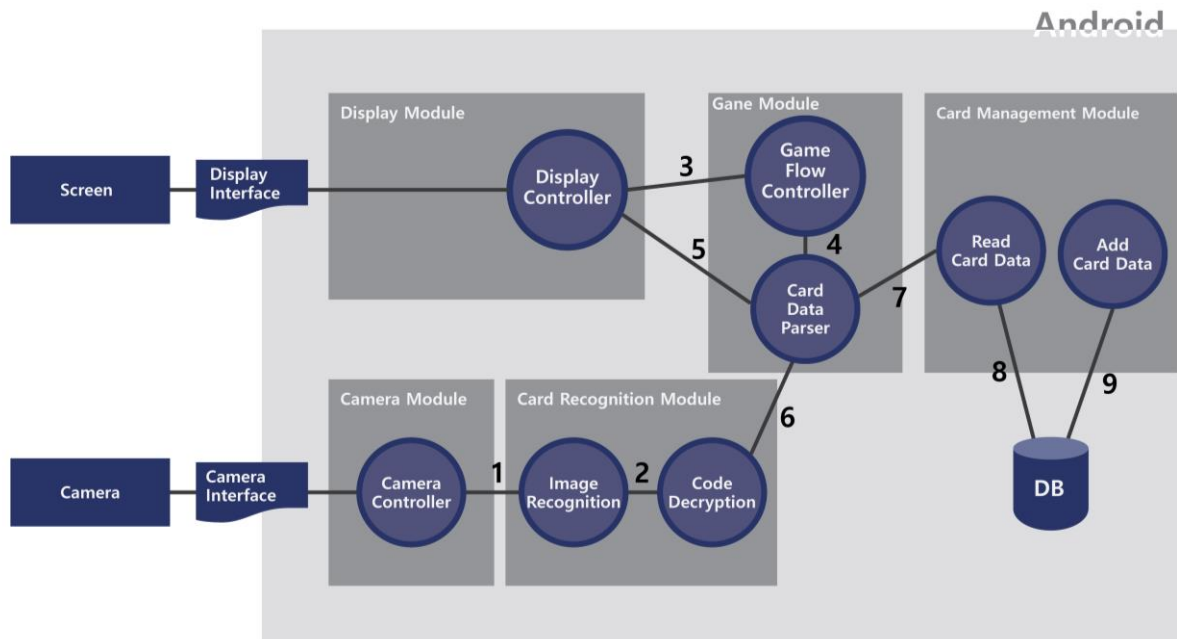 Android
Display Module
Gane Module
Card Management Module
Screen
Display
Interface
Display
Controller
3
Game
Flow
Controller
5
4
Read
Card Data
Add
Card Data
Card
Data
Parser
7
8
9
Camera Module
Card Recognition Module
6
Camera
Camera
Interface
Camera
Controller
1
Image
Recognition
2
Code
Decryption
DB